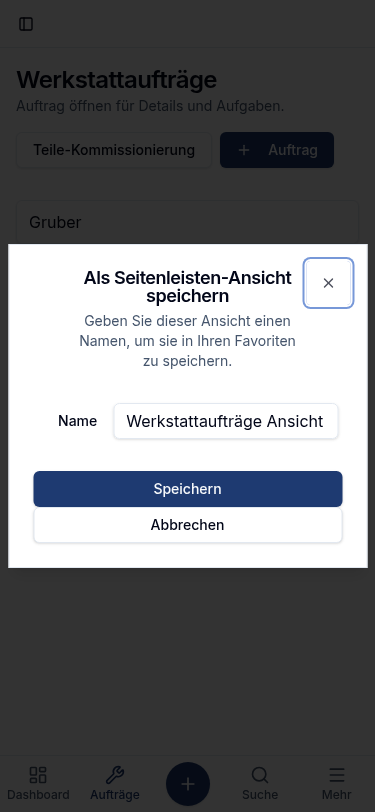 Werkstattaufträge
Auftrag öffnen für Details und Aufgaben.
Teile-Kommissionierung
Auftrag
Gruber
Als Seitenleisten-Ansicht
speichern
Geben Sie dieser Ansicht einen
Namen, um sie in Ihren Favoriten
zu speichern.
Name
Werkstattaufträge Ansicht
Speichern
Abbrechen
Dashboard
Aufträge
Suche
Mehr